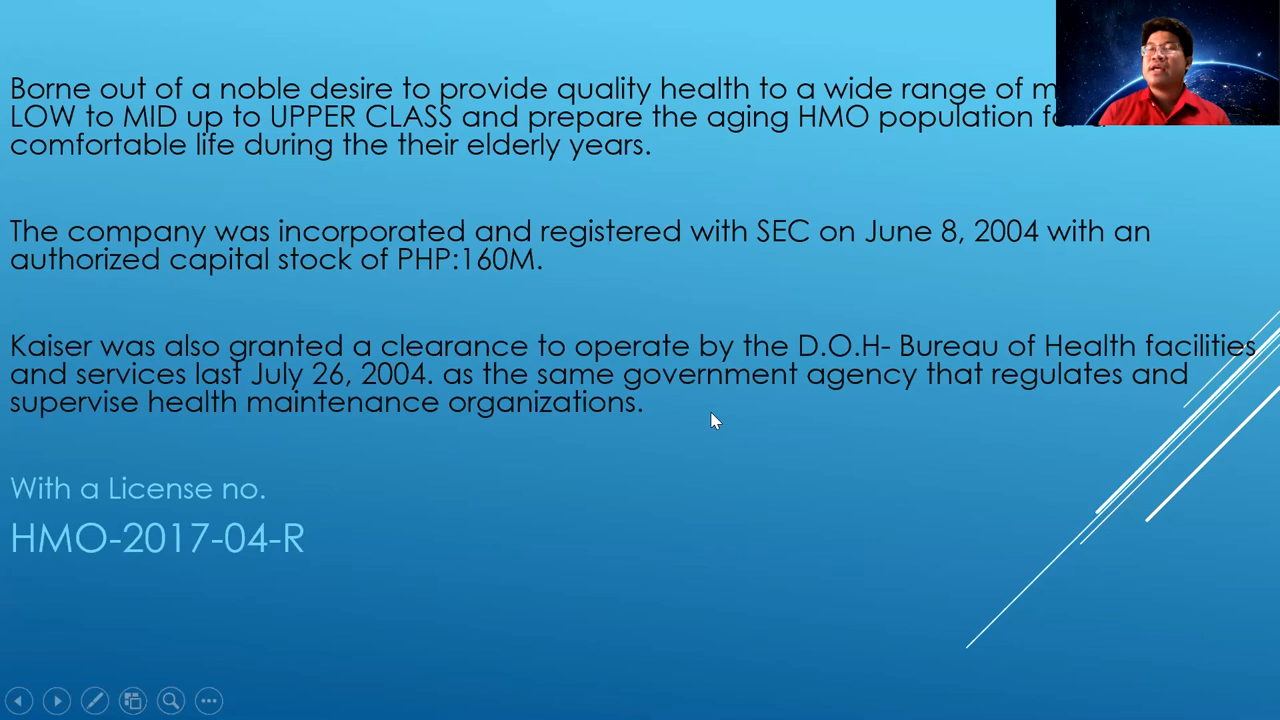 Borne out of a noble desire to provide quality health to a wide range of
LOW to MID up to UPPER CLASS and prepare the aging HMO population
comfortable life during the their elderly years.
The company was incorporated and registered with SEC on June 8, 2004 with an
authorized capital stock of PHP:160M.
Kaiser was also granted a clearance to operate by the D.O.H- Bureau of Health facilities
and services last July 26, 2004. as the same government agency that regulates and
supervise health maintenance organizations.
With a License no.
HMO-2017-04-R